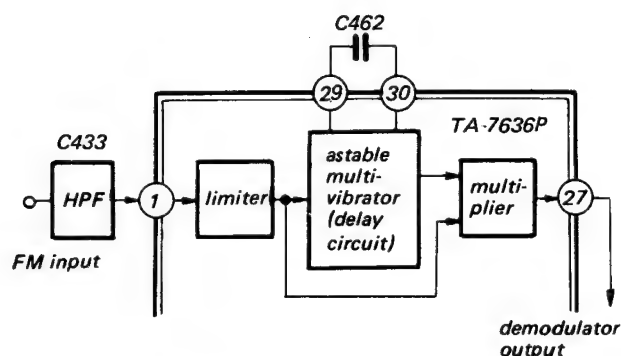 C462
29
30
TA-7636P
C433
HPF
1
limiter
astable
multi-
vibrator
(delay
circuit)
multi-
plier
27
FM input
demodulator
output